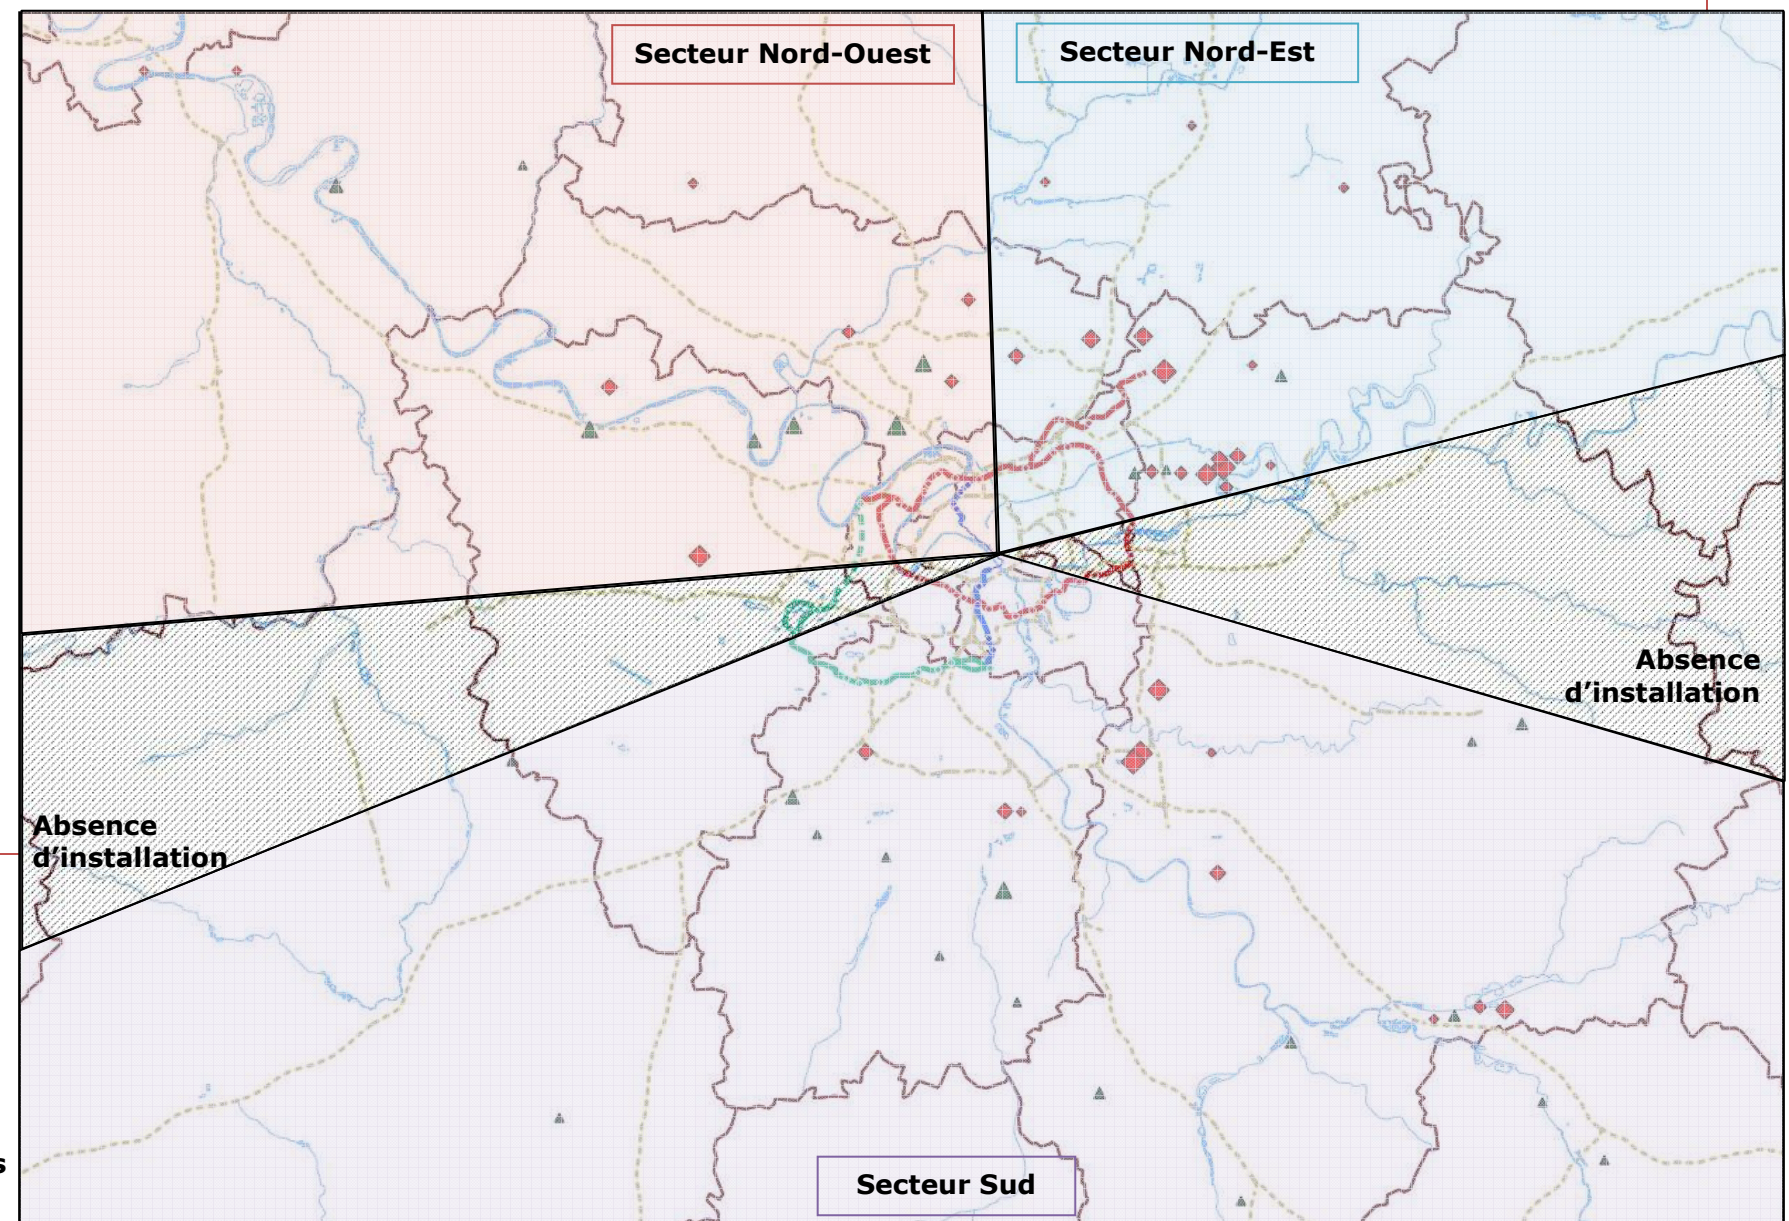 Secteur Nord-Ouest
Secteur Nord-Est
Absence
d’installation
Absence
d’installation
s
Secteur Sud